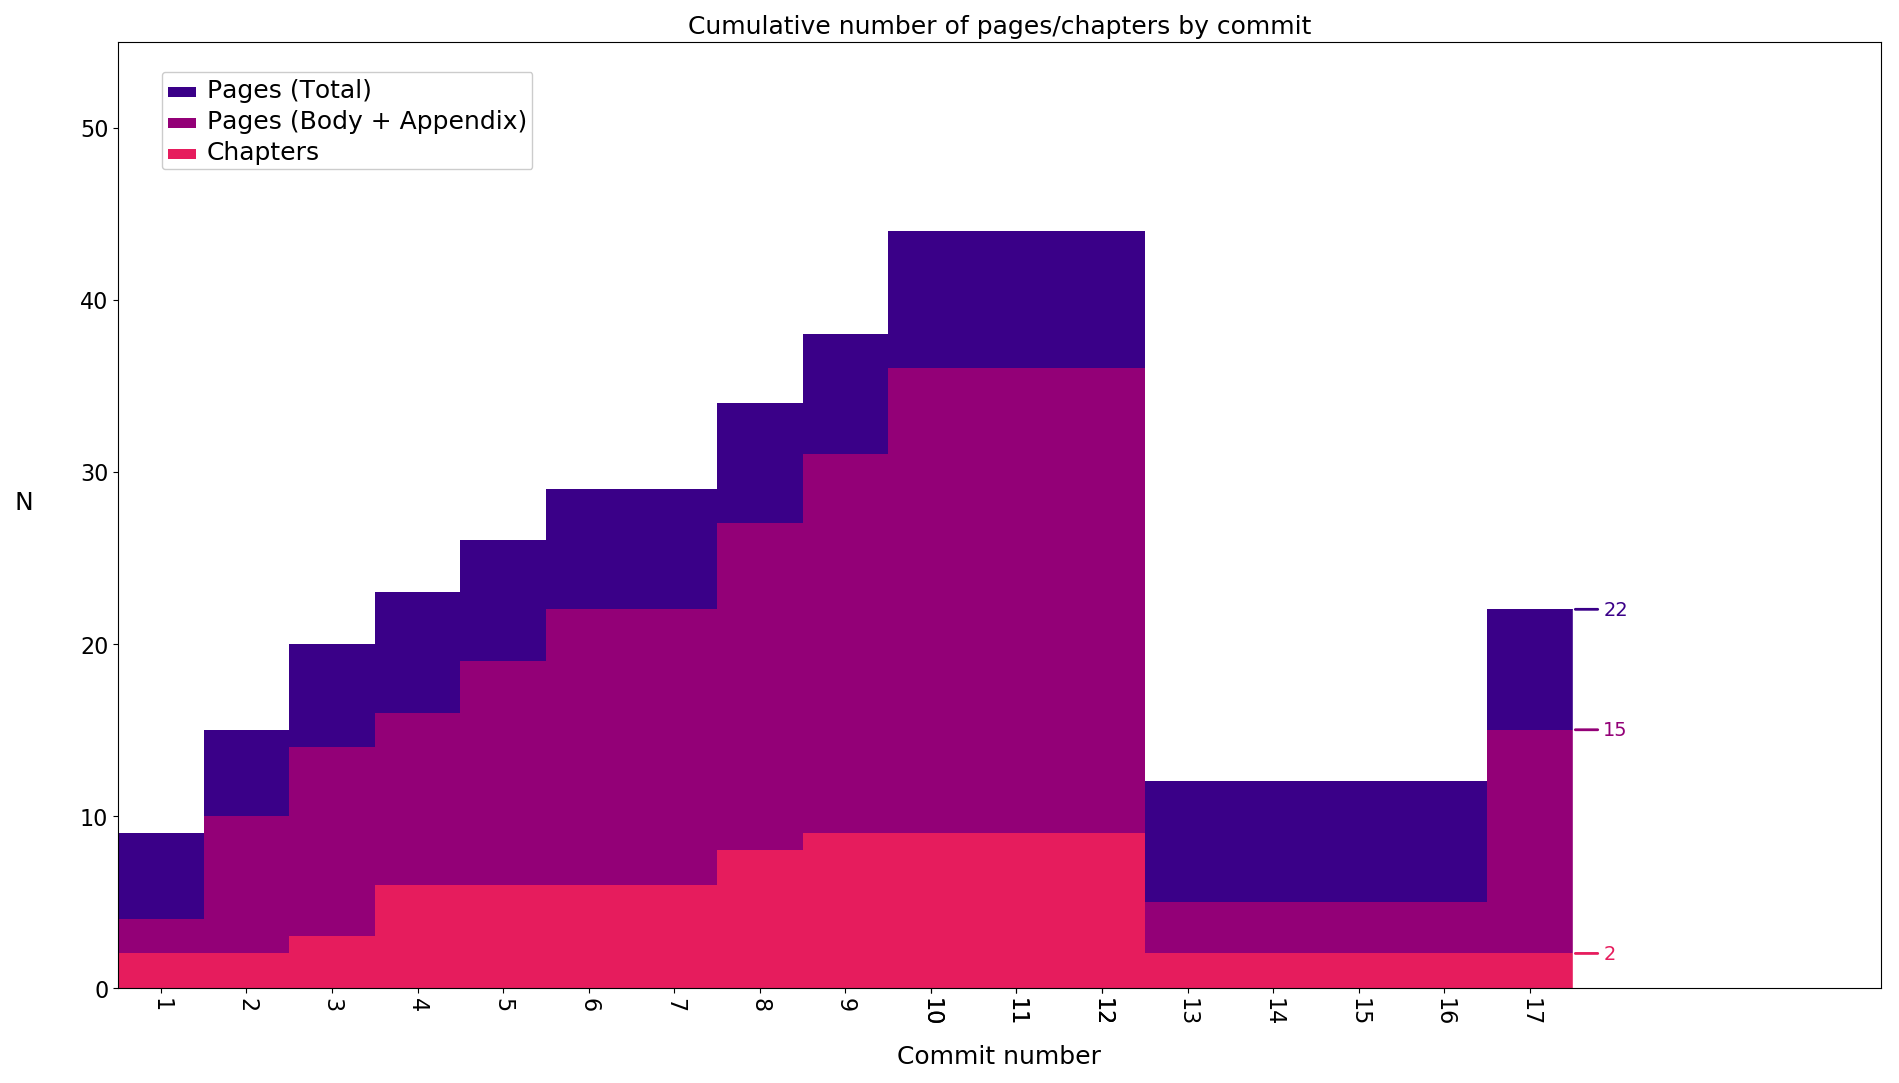 Cumulative number of pages/chapters by commit
Pages (Total)
Pages (Body + Appendix)
Chapters
50
40
30
20
10
0
N
22
15
2
1 2 3 4 5 6 7 8 9 10 11 12 13 14 15 16 17
Commit number